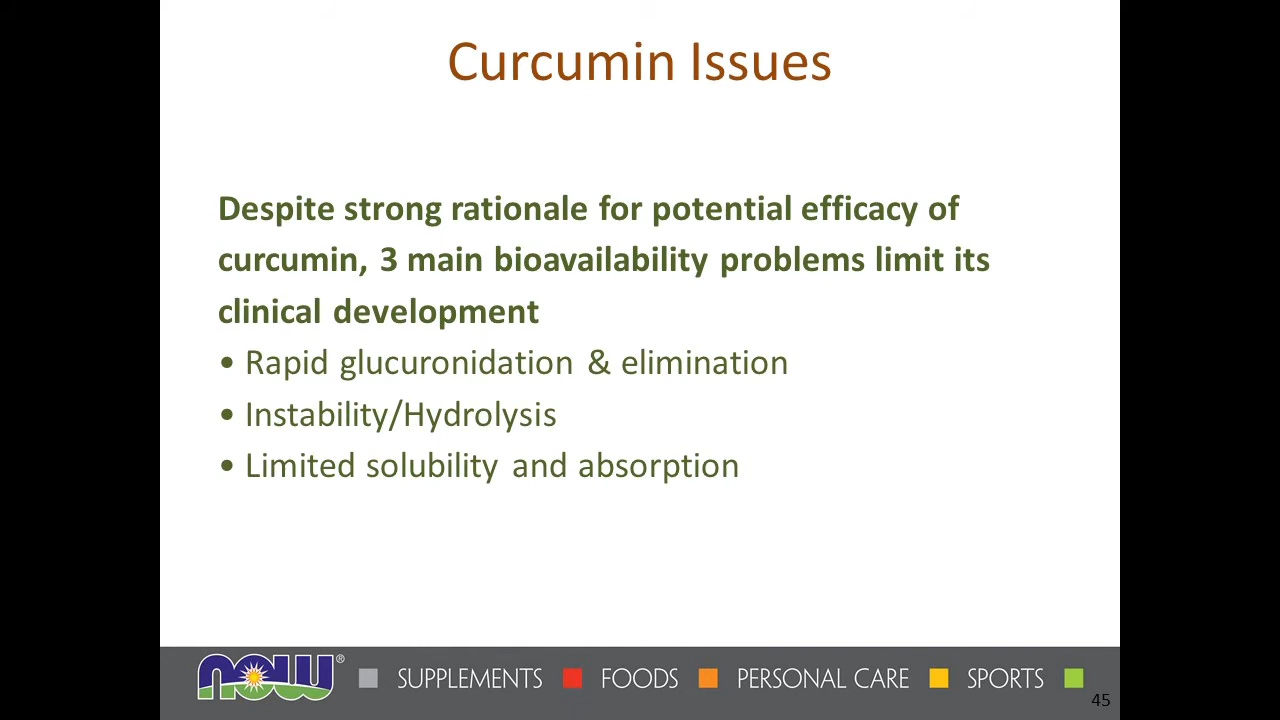 Curcumin Issues
Despite strong rationale for potential efficacy of
curcumin, 3 main bioavailability problems limit its
clinical development
• Rapid glucuronidation & elimination
• Instability/Hydrolysis
• Limited solubility and absorption
now® SUPPLEMENTS FOODS PERSONAL CARE SPORTS
45